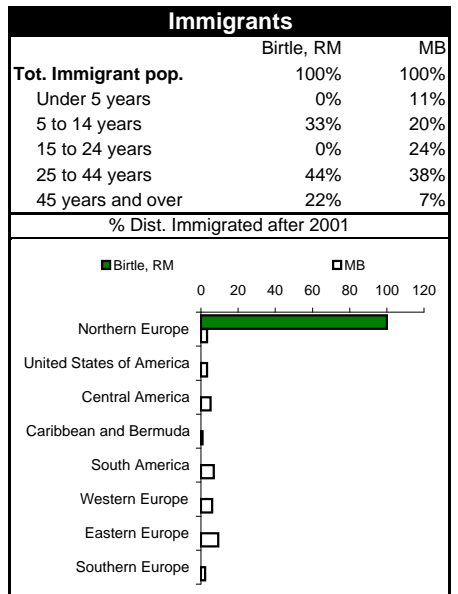 Immigrants
Birtle, RM MB
Tot. Immigrant pop. 100% 100%
Under 5 years 0% 11%
5 to 14 years 33% 20%
15 to 24 years 0% 24%
25 to 44 years 44% 38%
45 years and over 22% 7%
% Dist. Immigrated after 2001
Birtle, RM MB
0 20 40 60 80 100 120
Northern Europe
United States of America
Central America
Caribbean and Bermuda
South America
Western Europe
Eastern Europe
Southern Europe